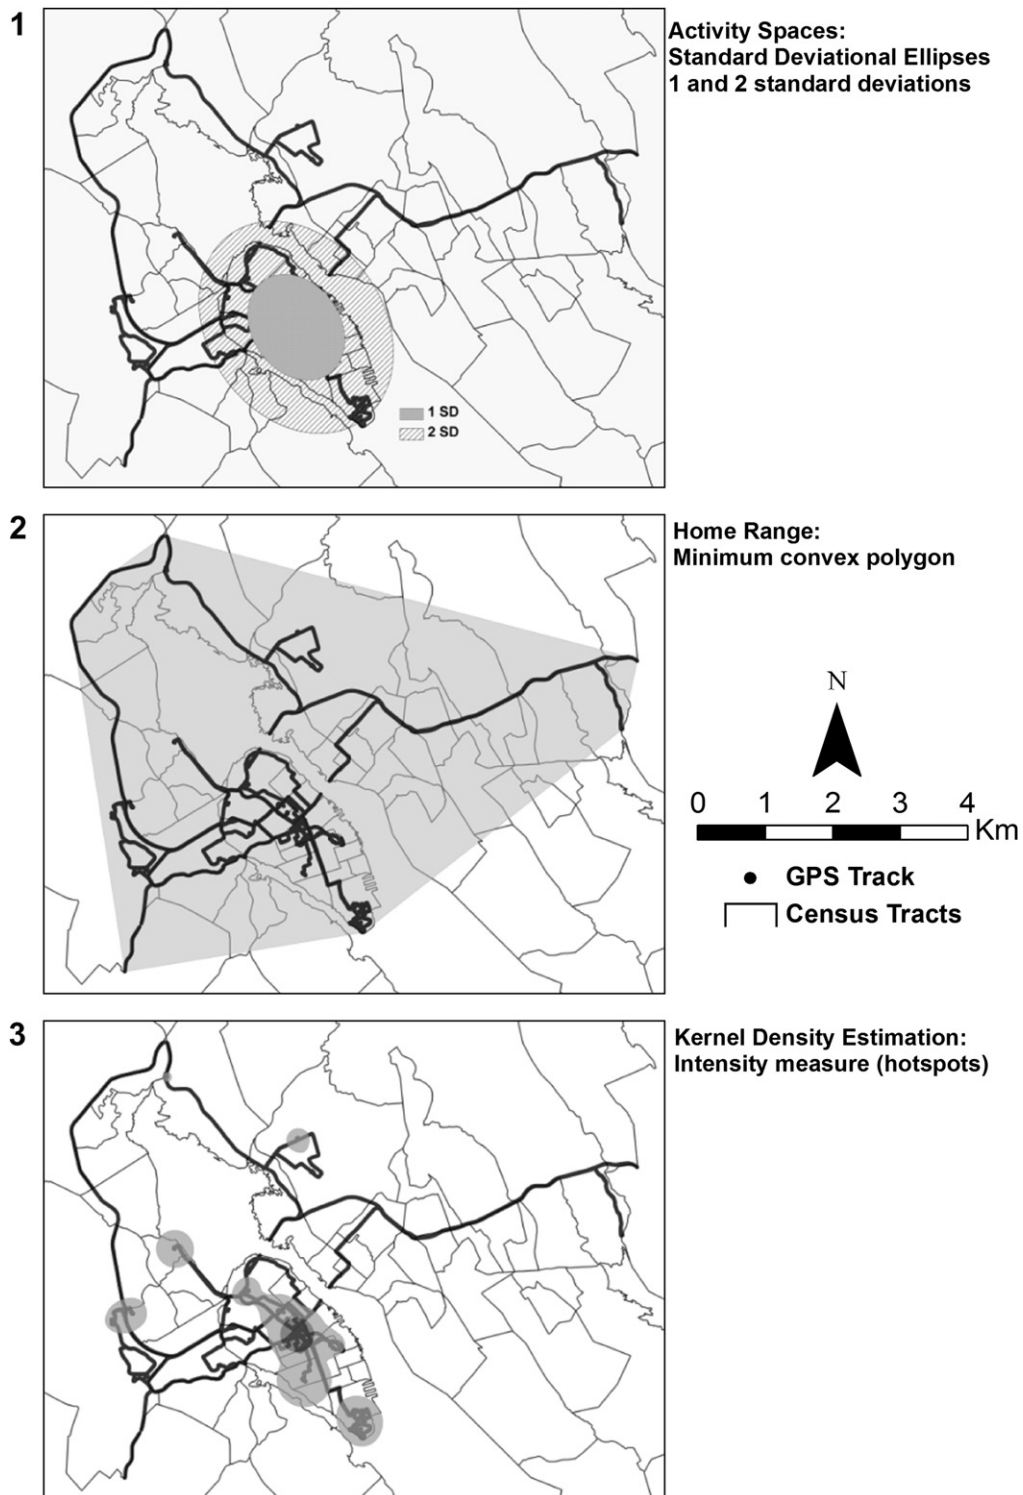 1
Activity Spaces:
Standard Deviational Ellipses
1 and 2 standard deviations
1 SD
2 SD
2
Home Range:
Minimum convex polygon
N
0 1 2 3 4
Km
GPS Track
Census Tracts
3
Kernel Density Estimation:
Intensity measure (hotspots)